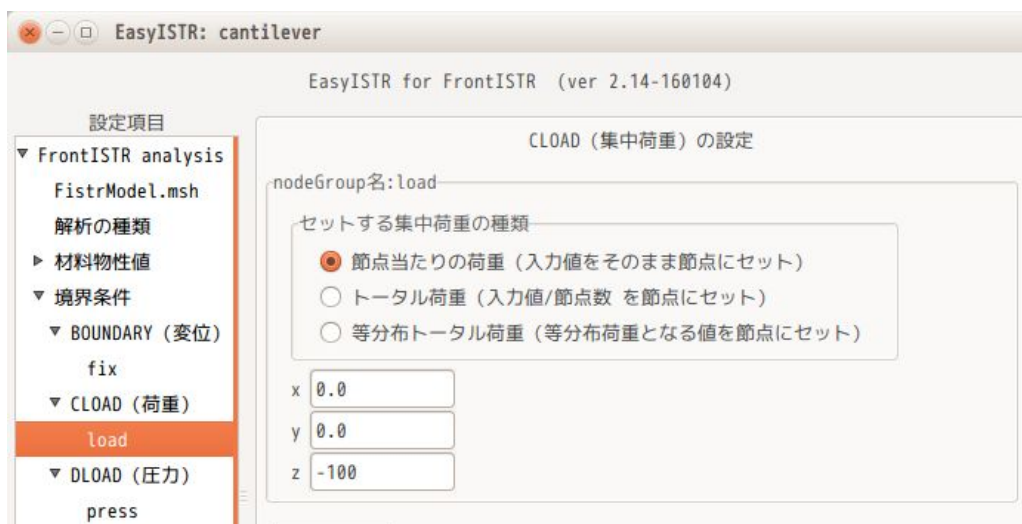 EasyISTR: cantilever
EasyISTR for FrontISTR (ver 2.14-160104)
設定項目
FrontISTR analysis
FistrModel.msh
解析の種類
材料物性値
境界条件
BOUNDARY (変位)
fix
CLOAD (荷重)
load
DLOAD (圧力)
press
CLOAD (集中荷重) の設定
nodeGroup名:load
セットする集中荷重の種類
節点当たりの荷重 (入力値をそのまま節点にセット)
トータル荷重 (入力値/節点数 を節点にセット)
等分布トータル荷重 (等分布荷重となる値を節点にセット)
x 0.0
y 0.0
z -100